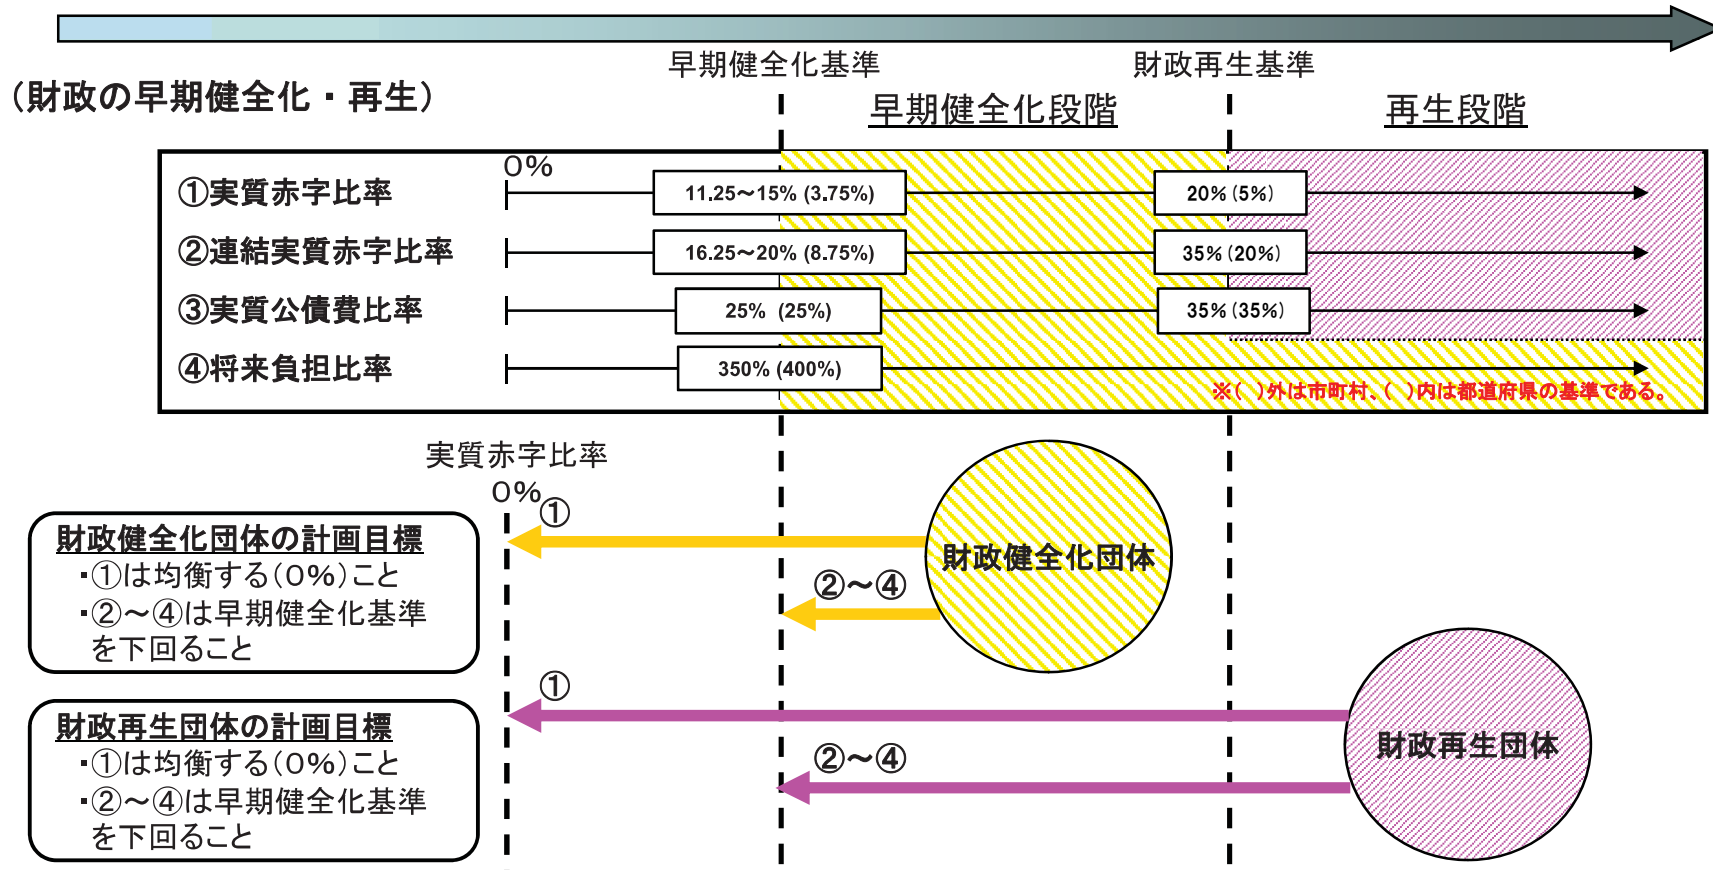 早期健全化基準
財政再生基準
（財政の早期健全化・再生）
早期健全化段階
再生段階
0%
①実質赤字比率
11.25～15% (3.75%)
20% (5%)
②連結実質赤字比率
16.25～20% (8.75%)
35% (20%)
③実質公債費比率
25% (25%)
35% (35%)
④将来負担比率
350% (400%)
※(　)外は市町村、(　)内は都道府県の基準である。
実質赤字比率
0%
①
財政健全化団体の計画目標
・①は均衡する（0%）こと
・②～④は早期健全化基準
を下回ること
②～④
財政健全化団体
①
財政再生団体の計画目標
・①は均衡する（0%）こと
・②～④は早期健全化基準
を下回ること
②～④
財政再生団体